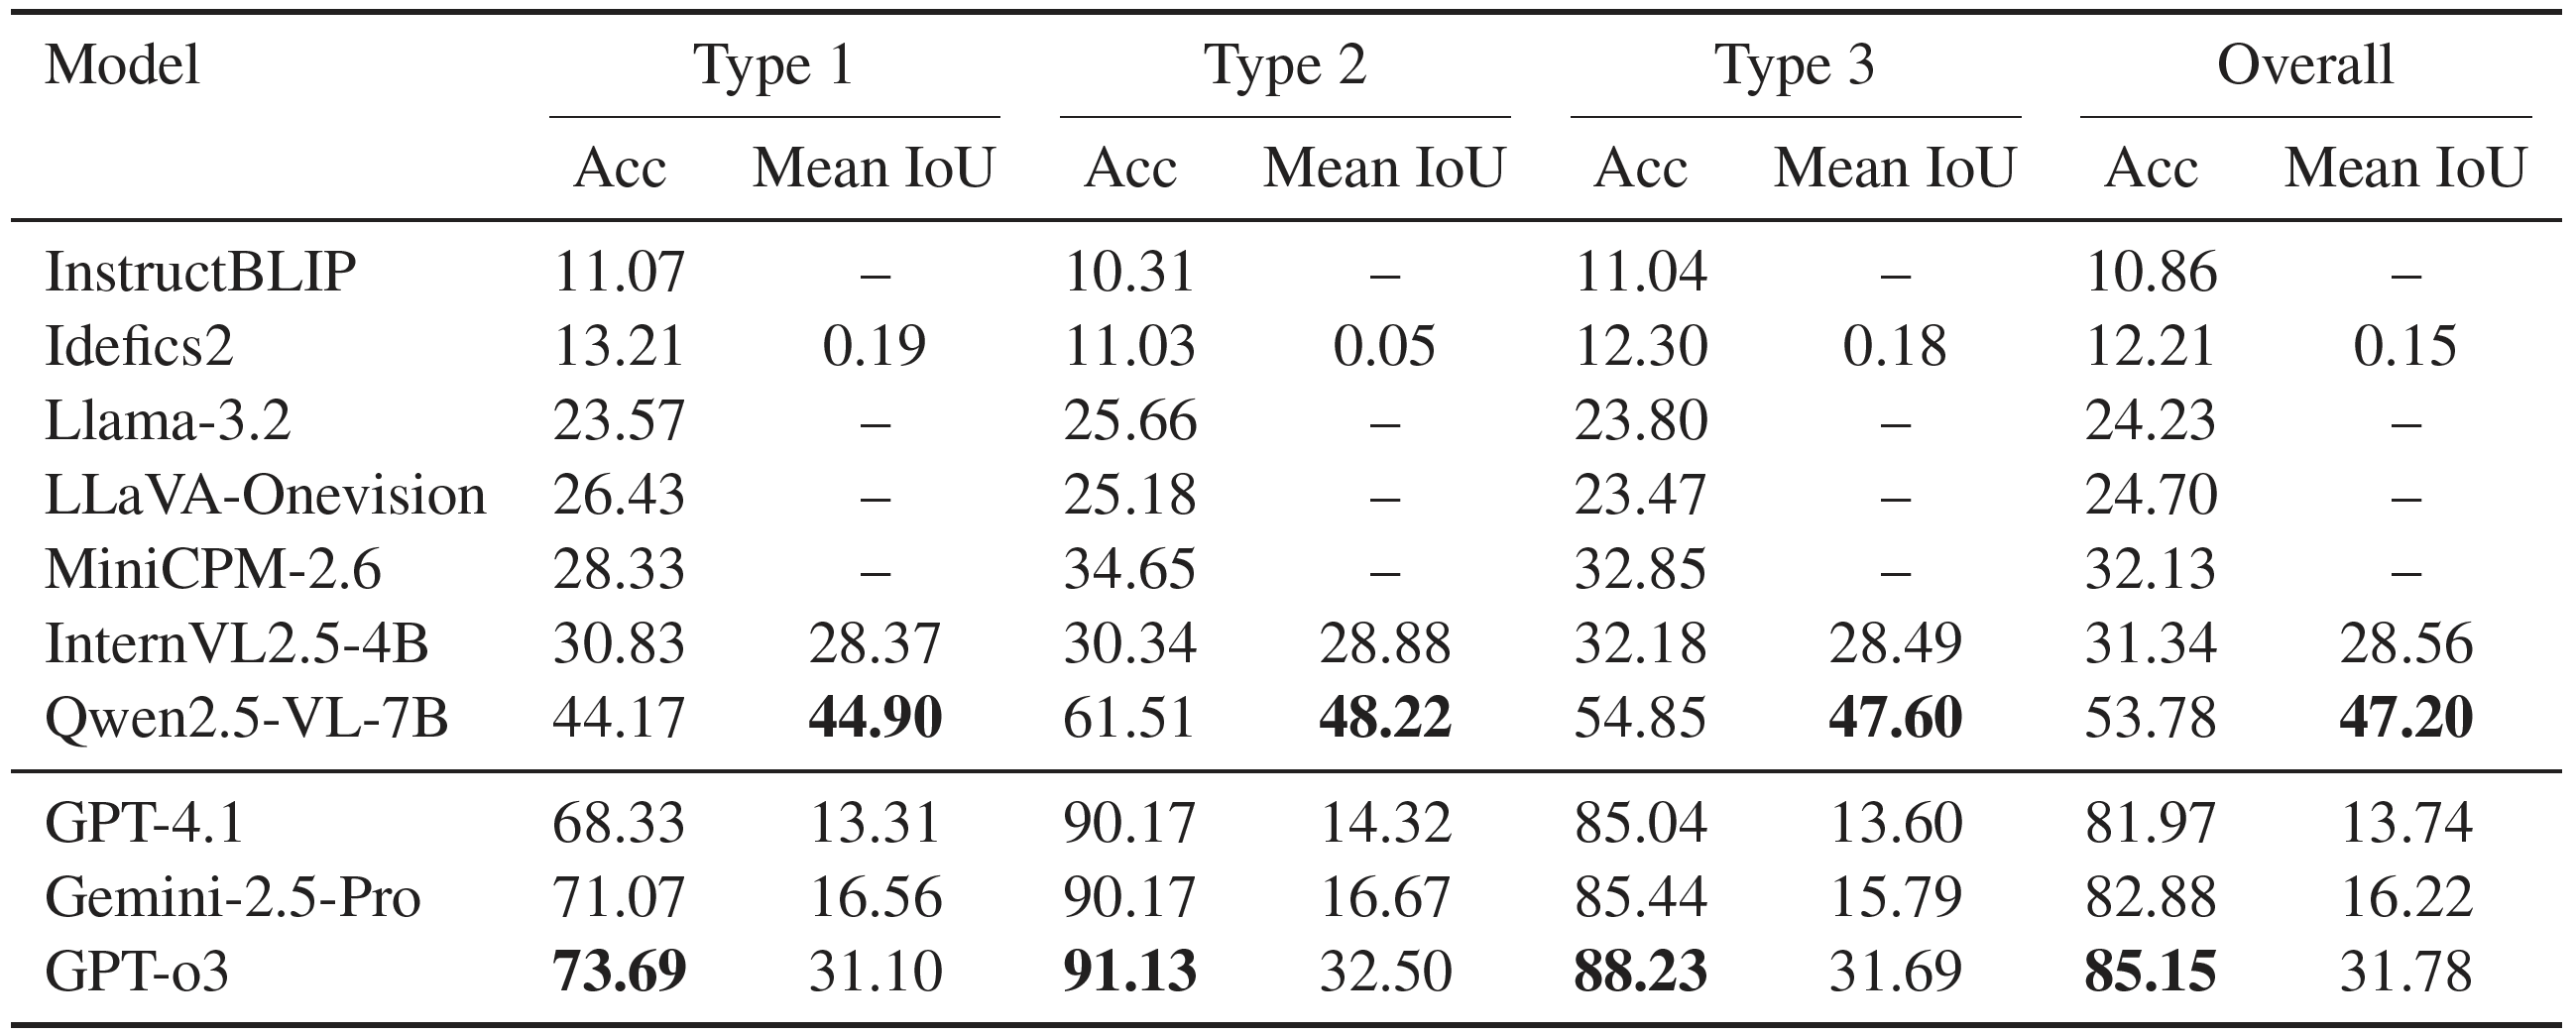 Model Type 1 Type 2 Type 3 Overall
Acc Mean IoU Acc Mean IoU Acc Mean IoU Acc Mean IoU
InstructBLIP 11.07 – 10.31 – 11.04 – 10.86 –
Idefics2 13.21 0.19 11.03 0.05 12.30 0.18 12.21 0.15
Llama-3.2 23.57 – 25.66 – 23.80 – 24.23 –
LLaVA-Onevision 26.43 – 25.18 – 23.47 – 24.70 –
MiniCPM-2.6 28.33 – 34.65 – 32.85 – 32.13 –
InternVL2.5-4B 30.83 28.37 30.34 28.88 32.18 28.49 31.34 28.56
Qwen2.5-VL-7B 44.17 44.90 61.51 48.22 54.85 47.60 53.78 47.20
GPT-4.1 68.33 13.31 90.17 14.32 85.04 13.60 81.97 13.74
Gemini-2.5-Pro 71.07 16.56 90.17 16.67 85.44 15.79 82.88 16.22
GPT-o3 73.69 31.10 91.13 32.50 88.23 31.69 85.15 31.78